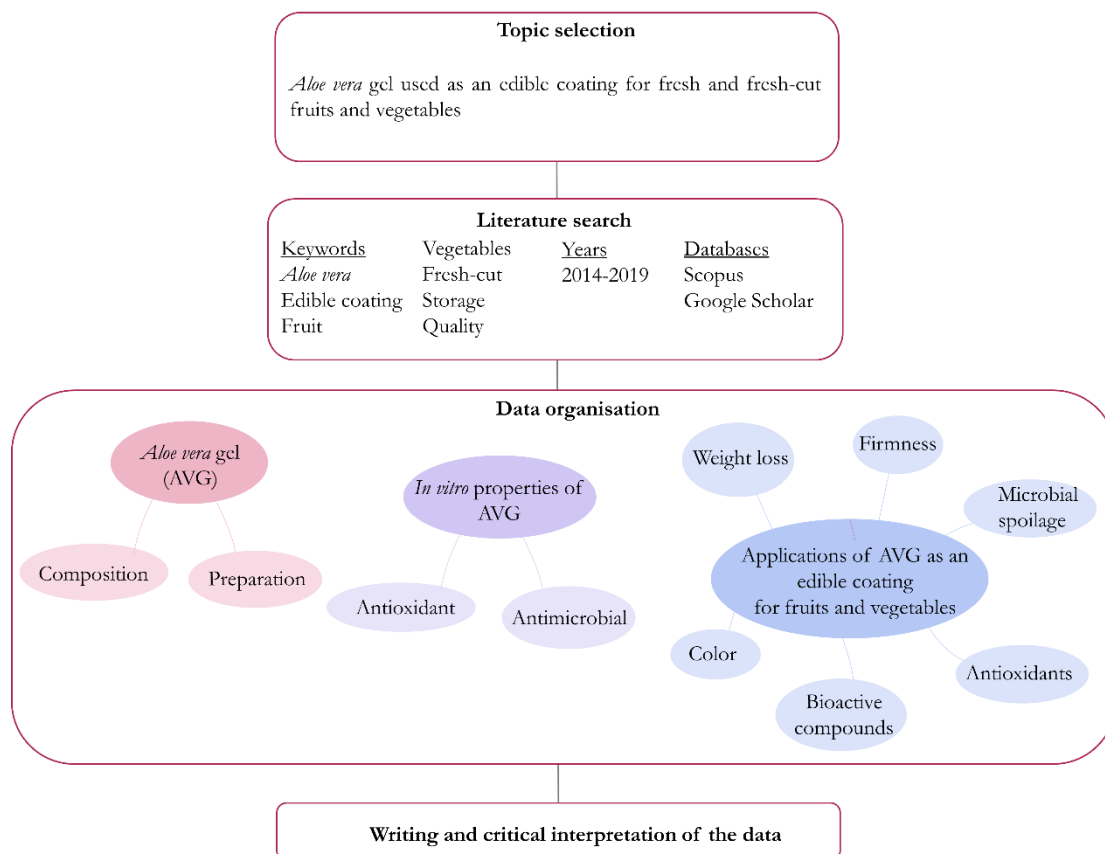 Topic selection
Aloe vera gel used as an edible coating for fresh and fresh-cut
fruits and vegetables
Literature search
Keywords
Aloe vera
Edible coating
Fruit
Vegetables
Fresh-cut
Storage
Quality
Years
2014-2019
Databases
Scopus
Google Scholar
Data organisation
Aloe vera gel
(AVG)
Composition
Preparation
In vitro properties of
AVG
Antioxidant
Antimicrobial
Weight loss
Firmness
Microbial
spoilage
Applications of AVG as an
edible coating
for fruits and vegetables
Color
Bioactive
compounds
Antioxidants
Writing and critical interpretation of the data